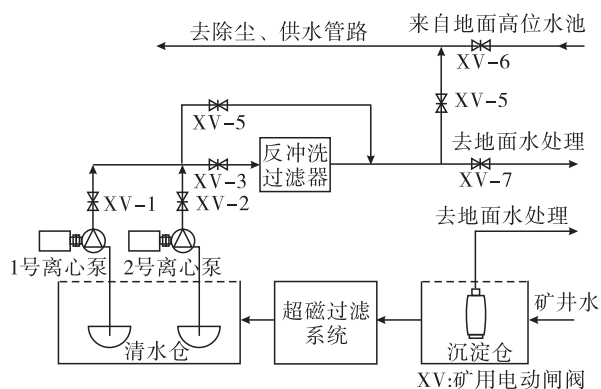 去除尘、供水管路
来自地面高位水池
XV-6
XV-5
XV-5
去地面水处理
反冲洗
过滤器
XV-3
XV-7
XV-1
XV-2
去地面水处理
1号离心泵
2号离心泵
超磁过滤
系统
矿井水
清水仓
沉淀仓
XV:矿用电动闸阀